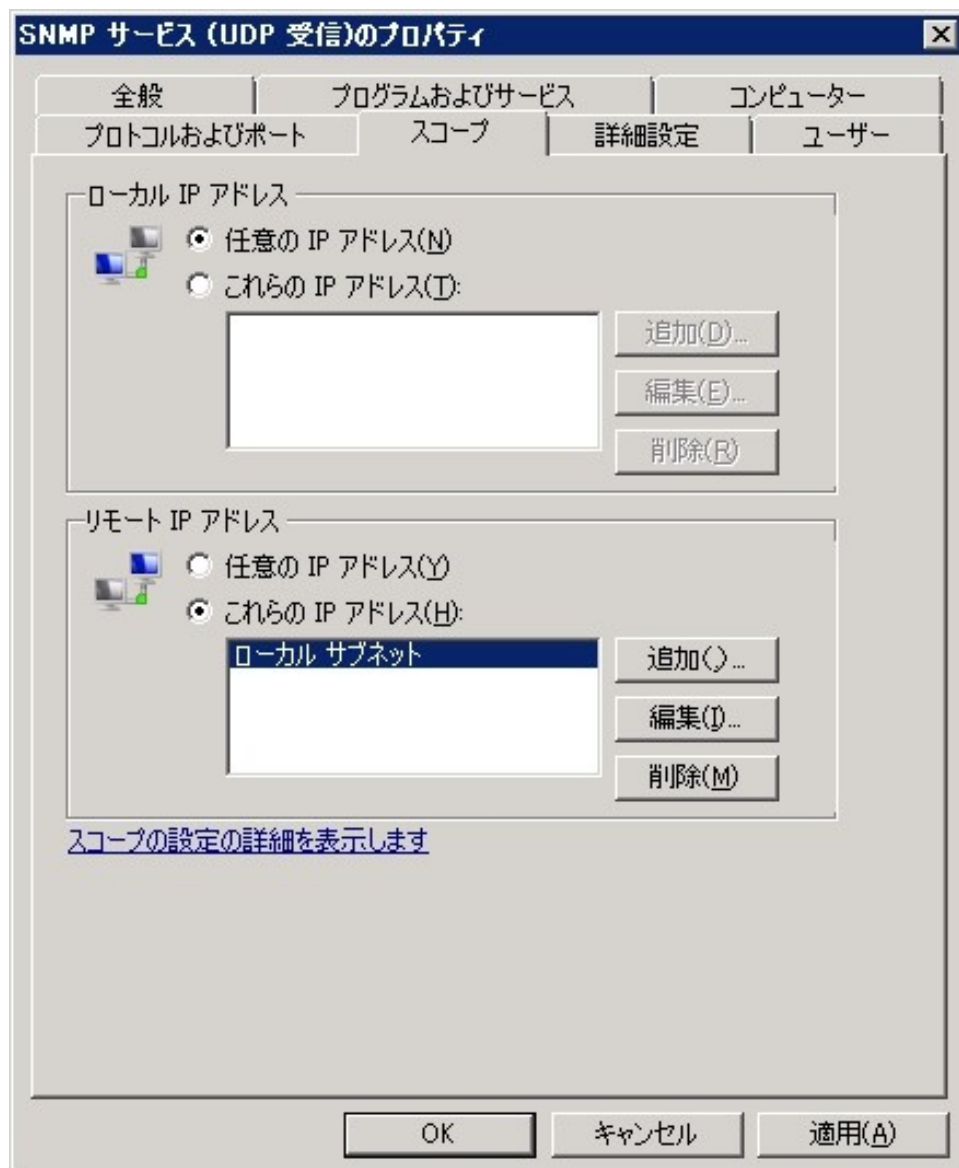 SNMP サービス (UDP 受信)のプロパティ
全般
プログラムおよびサービス
コンピューター
プロトコルおよびポート
スコープ
詳細設定
ユーザー
ローカル IP アドレス
任意の IP アドレス(N)
これらの IP アドレス(T):
追加(D)...
編集(E)...
削除(R)
リモート IP アドレス
任意の IP アドレス(Y)
これらの IP アドレス(H):
ローカル サブネット
追加()...
編集(I)...
削除(M)
スコープの設定の詳細を表示します
OK
キャンセル
適用(A)